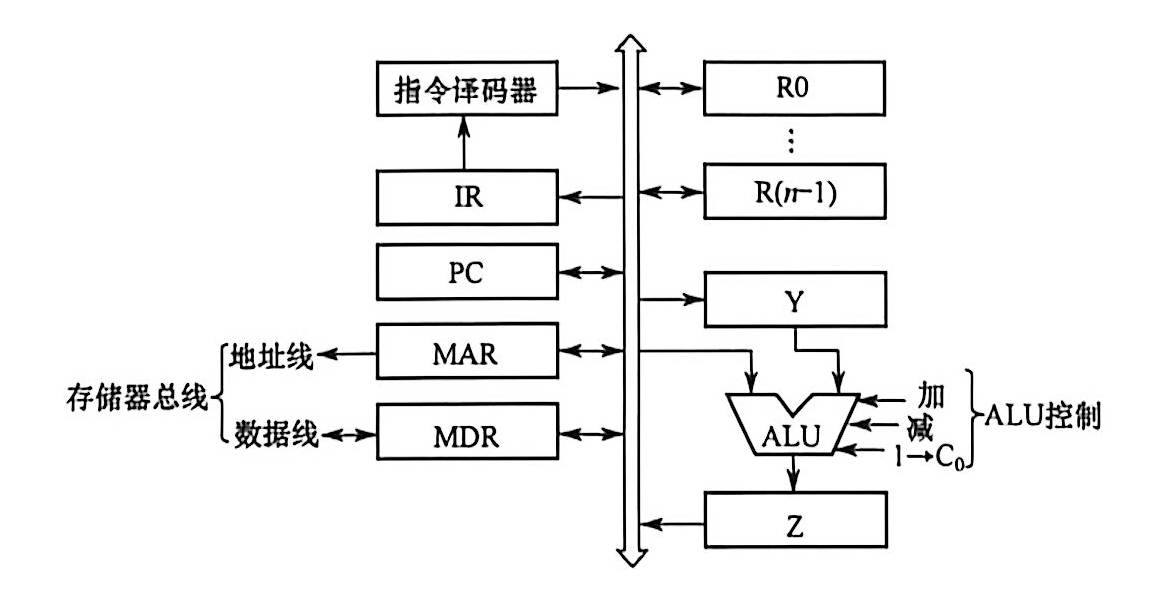 指令译码器
R0
⋮
IR
R(n-1)
PC
Y
存储器总线
地址线
MAR
数据线
MDR
ALU
加
减
1→C₀
ALU控制
Z